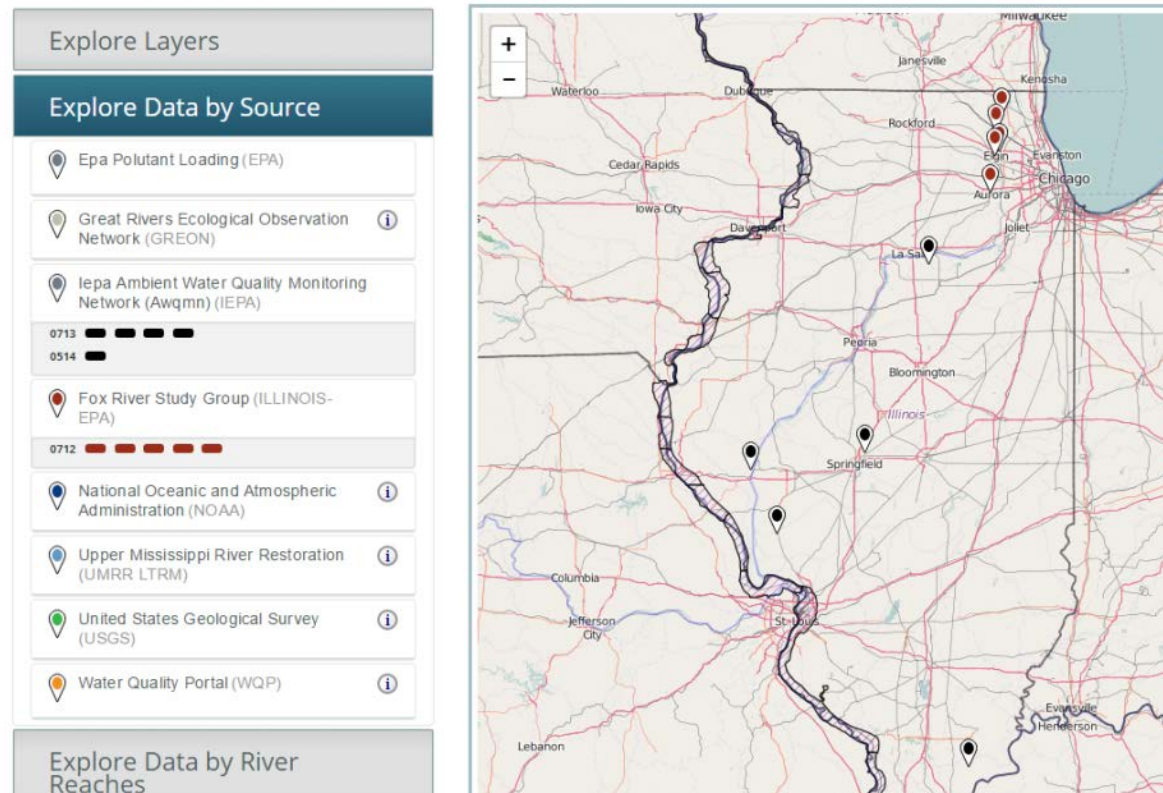 Explore Layers
Explore Data by Source
Epa Polutant Loading (EPA)
Great Rivers Ecological Observation
Network (GREON)
i
Iepa Ambient Water Quality Monitoring
Network (Awqmn) (IEPA)
0713
0514
Fox River Study Group (ILLINOIS-
EPA)
0712
National Oceanic and Atmospheric
Administration (NOAA)
i
Upper Mississippi River Restoration
(UMRR LTRM)
i
United States Geological Survey
(USGS)
i
Water Quality Portal (WQP)
i
Explore Data by River
Reaches
+
−
Milwaukee
Janesville
Kenosha
Waterloo
Dubuque
Rockford
Elgin
Evanston
Cedar Rapids
Chicago
Aurora
Iowa City
Davenport
Joliet
La Sal
Peoria
Bloomington
Illinois
Springfield
Columbia
Jefferson
City
St. Louis
Evansville
Henderson
Lebanon